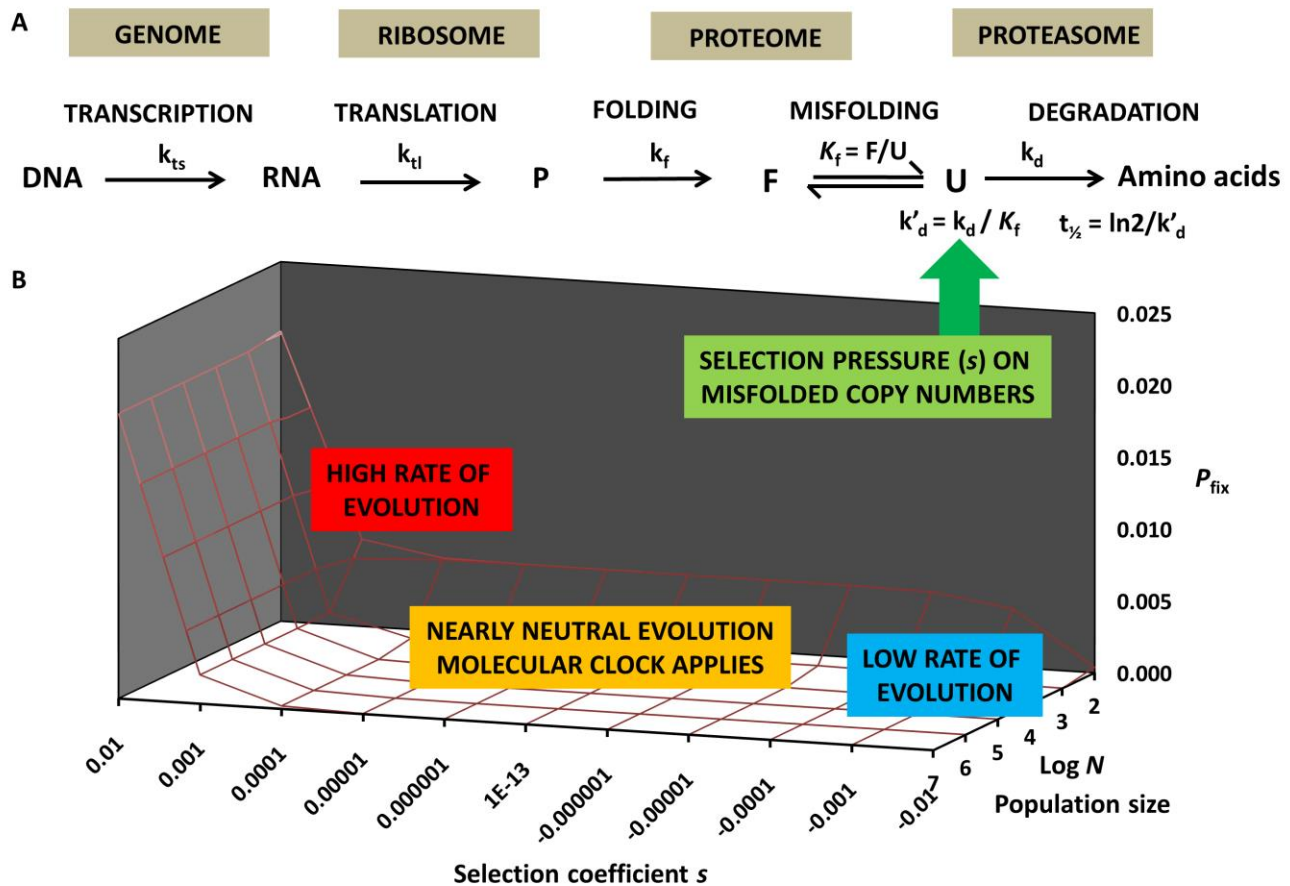 A
GENOME
RIBOSOME
PROTEOME
PROTEASOME
TRANSCRIPTION
TRANSLATION
FOLDING
MISFOLDING
DEGRADATION
k_ts
k_tl
k_f
K_f = F/U
k_d
DNA
RNA
P
F
U
Amino acids
k'_d = k_d / K_f
t_½ = ln2/k'_d
B
SELECTION PRESSURE (s) ON
MISFOLDED COPY NUMBERS
HIGH RATE OF
EVOLUTION
NEARLY NEUTRAL EVOLUTION
MOLECULAR CLOCK APPLIES
LOW RATE OF
EVOLUTION
0.025
0.020
0.015
0.010
0.005
0.000
P_fix
2
3
4
5
6
7
Log N
Population size
0.01
0.001
0.0001
0.00001
0.000001
1E-13
-0.000001
-0.00001
-0.0001
-0.001
-0.01
Selection coefficient s